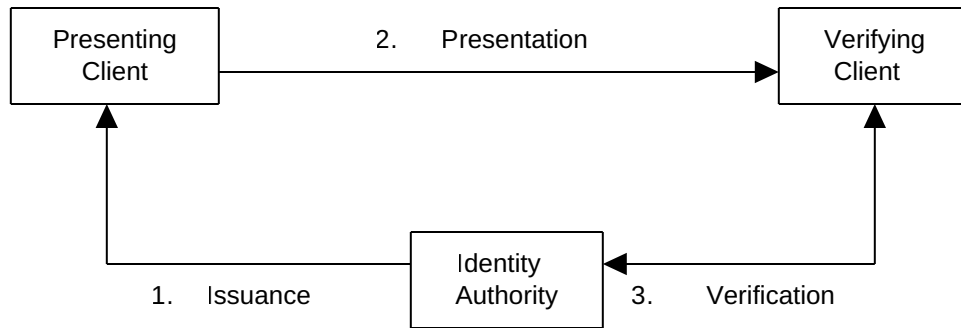 Presenting
Client
2. Presentation
Verifying
Client
1. Issuance
Identity
Authority
3. Verification